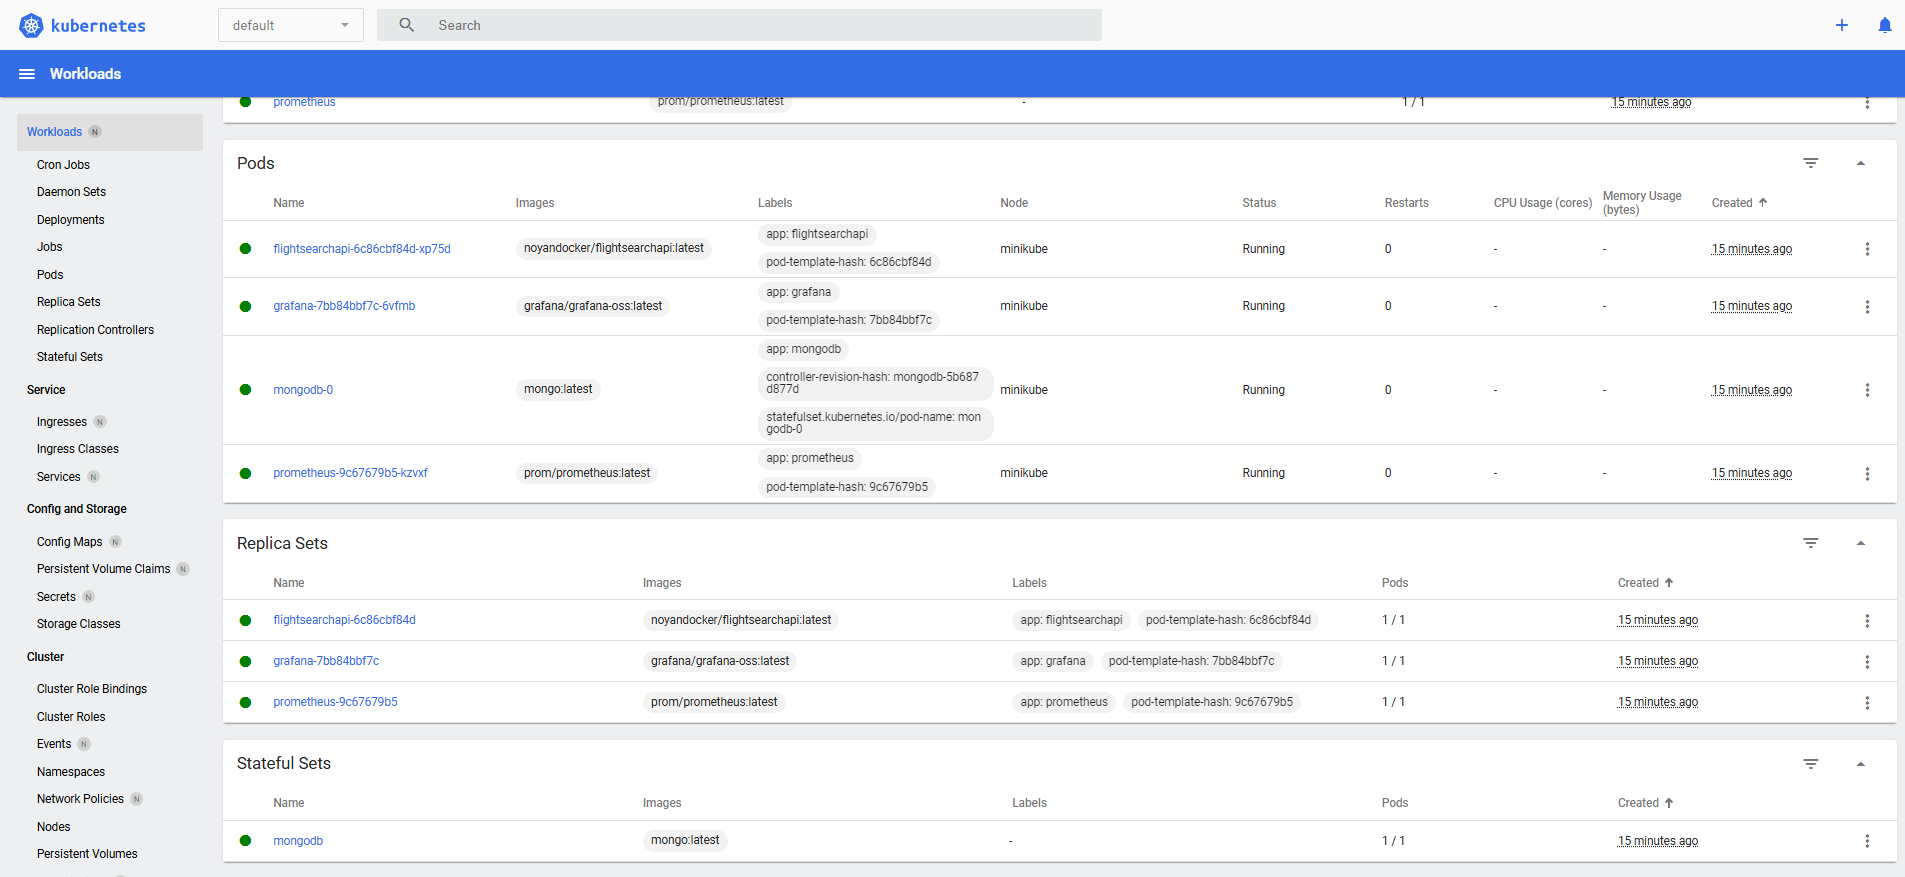 kubernetes
default
Search
Workloads
prometheus prom/prometheus:latest - 1 / 1 15 minutes ago
Workloads N
Cron Jobs
Daemon Sets
Deployments
Jobs
Pods
Replica Sets
Replication Controllers
Stateful Sets
Service
Ingresses N
Ingress Classes
Services N
Config and Storage
Config Maps N
Persistent Volume Claims N
Secrets N
Storage Classes
Cluster
Cluster Role Bindings
Cluster Roles
Events N
Namespaces
Network Policies N
Nodes
Persistent Volumes
Pods
Name Images Labels Node Status Restarts CPU Usage (cores) Memory Usage
(bytes) Created
flightsearchapi-6c86cbf84d-xp75d noyandocker/flightsearchapi:latest app: flightsearchapi minikube Running 0 - - 15 minutes ago
pod-template-hash: 6c86cbf84d
grafana-7bb84bbf7c-6vfmb grafana/grafana-oss:latest app: grafana minikube Running 0 - - 15 minutes ago
pod-template-hash: 7bb84bbf7c
app: mongodb
mongodb-0 mongo:latest controller-revision-hash: mongodb-5b687 minikube Running 0 - - 15 minutes ago
d877d
statefulset.kubernetes.io/pod-name: mon
godb-0
prometheus-9c67679b5-kzvxf prom/prometheus:latest app: prometheus minikube Running 0 - - 15 minutes ago
pod-template-hash: 9c67679b5
Replica Sets
Name Images Labels Pods Created
flightsearchapi-6c86cbf84d noyandocker/flightsearchapi:latest app: flightsearchapi pod-template-hash: 6c86cbf84d 1 / 1 15 minutes ago
grafana-7bb84bbf7c grafana/grafana-oss:latest app: grafana pod-template-hash: 7bb84bbf7c 1 / 1 15 minutes ago
prometheus-9c67679b5 prom/prometheus:latest app: prometheus pod-template-hash: 9c67679b5 1 / 1 15 minutes ago
Stateful Sets
Name Images Labels Pods Created
mongodb mongo:latest - 1 / 1 15 minutes ago